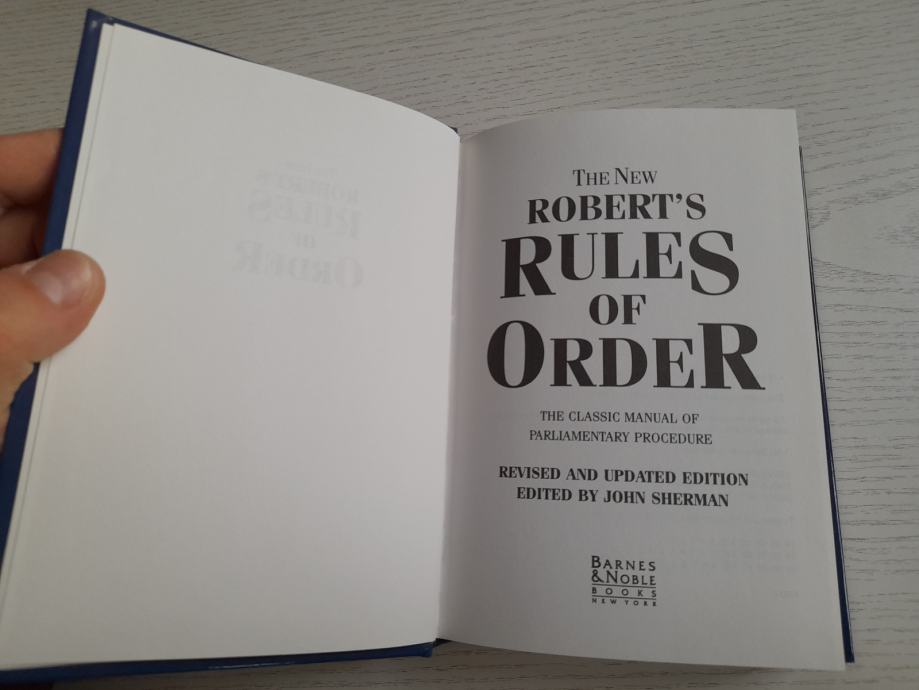 THE NEW
ROBERT'S
RULES
OF
ORDER
THE CLASSIC MANUAL OF
PARLIAMENTARY PROCEDURE
REVISED AND UPDATED EDITION
EDITED BY JOHN SHERMAN
BARNES
& NOBLE
BOOKS
NEW YORK